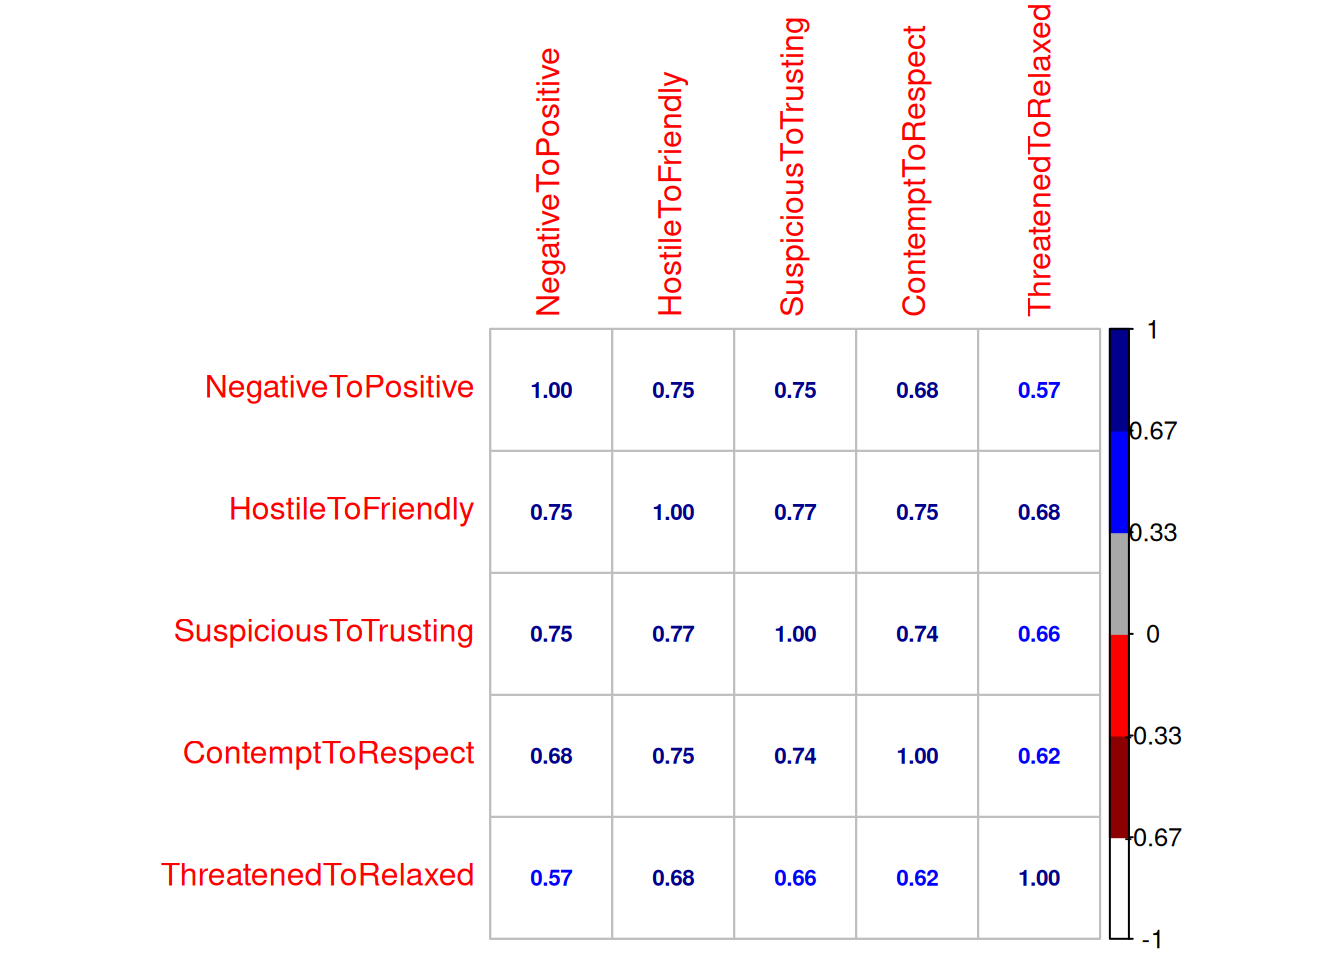 NegativeToPositive
HostileToFriendly
SuspiciousToTrusting
ContemptToRespect
ThreatenedToRelaxed
NegativeToPositive 1.00 0.75 0.75 0.68 0.57
HostileToFriendly 0.75 1.00 0.77 0.75 0.68
SuspiciousToTrusting 0.75 0.77 1.00 0.74 0.66
ContemptToRespect 0.68 0.75 0.74 1.00 0.62
ThreatenedToRelaxed 0.57 0.68 0.66 0.62 1.00
1
0.67
0.33
0
-0.33
-0.67
-1